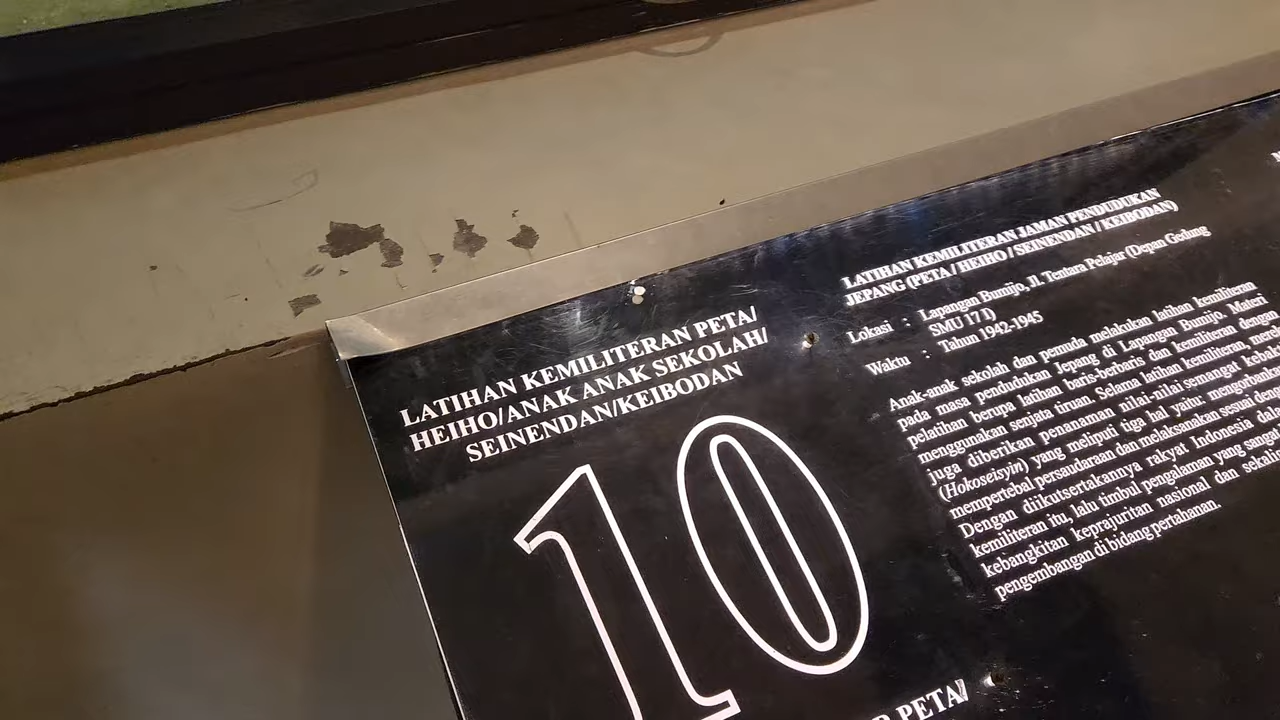 LATIHAN KEMILITERAN PETA/
HEIHO/ANAK ANAK SEKOLAH/
SEINENDAN/KEIBODAN
10
LATIHAN KEMILITERAN JAMAN PENDUDUKAN
JEPANG (PETA / HEIHO / SEINENDAN / KEIBODAN)
Lokasi : Lapangan Bumijo, Jl. Tentara Pelajar (Depan Gedung
SMU 17 I)
Waktu : Tahun 1942-1945
Anak-anak sekolah dan pemuda melakukan latihan kemiliteran
pada masa pendudukan Jepang di Lapangan Bumijo. Materi
pelatihan berupa latihan baris-berbaris dan kemiliteran dengan
menggunakan senjata tiruan. Selama latihan kemiliteran,
juga diberikan penanaman nilai-nilai semangat
(Hokoseisyin) yang meliputi tiga hal yaitu:
mempertebal persaudaraan dan melaksanakan sesuai
Dengan diikutsertakannya rakyat Indonesia
kemiliteran itu, lalu timbul pengalaman yang
kebangkitan keprajuritan nasional dan
pengembangan di bidang pertahanan.
PETA/